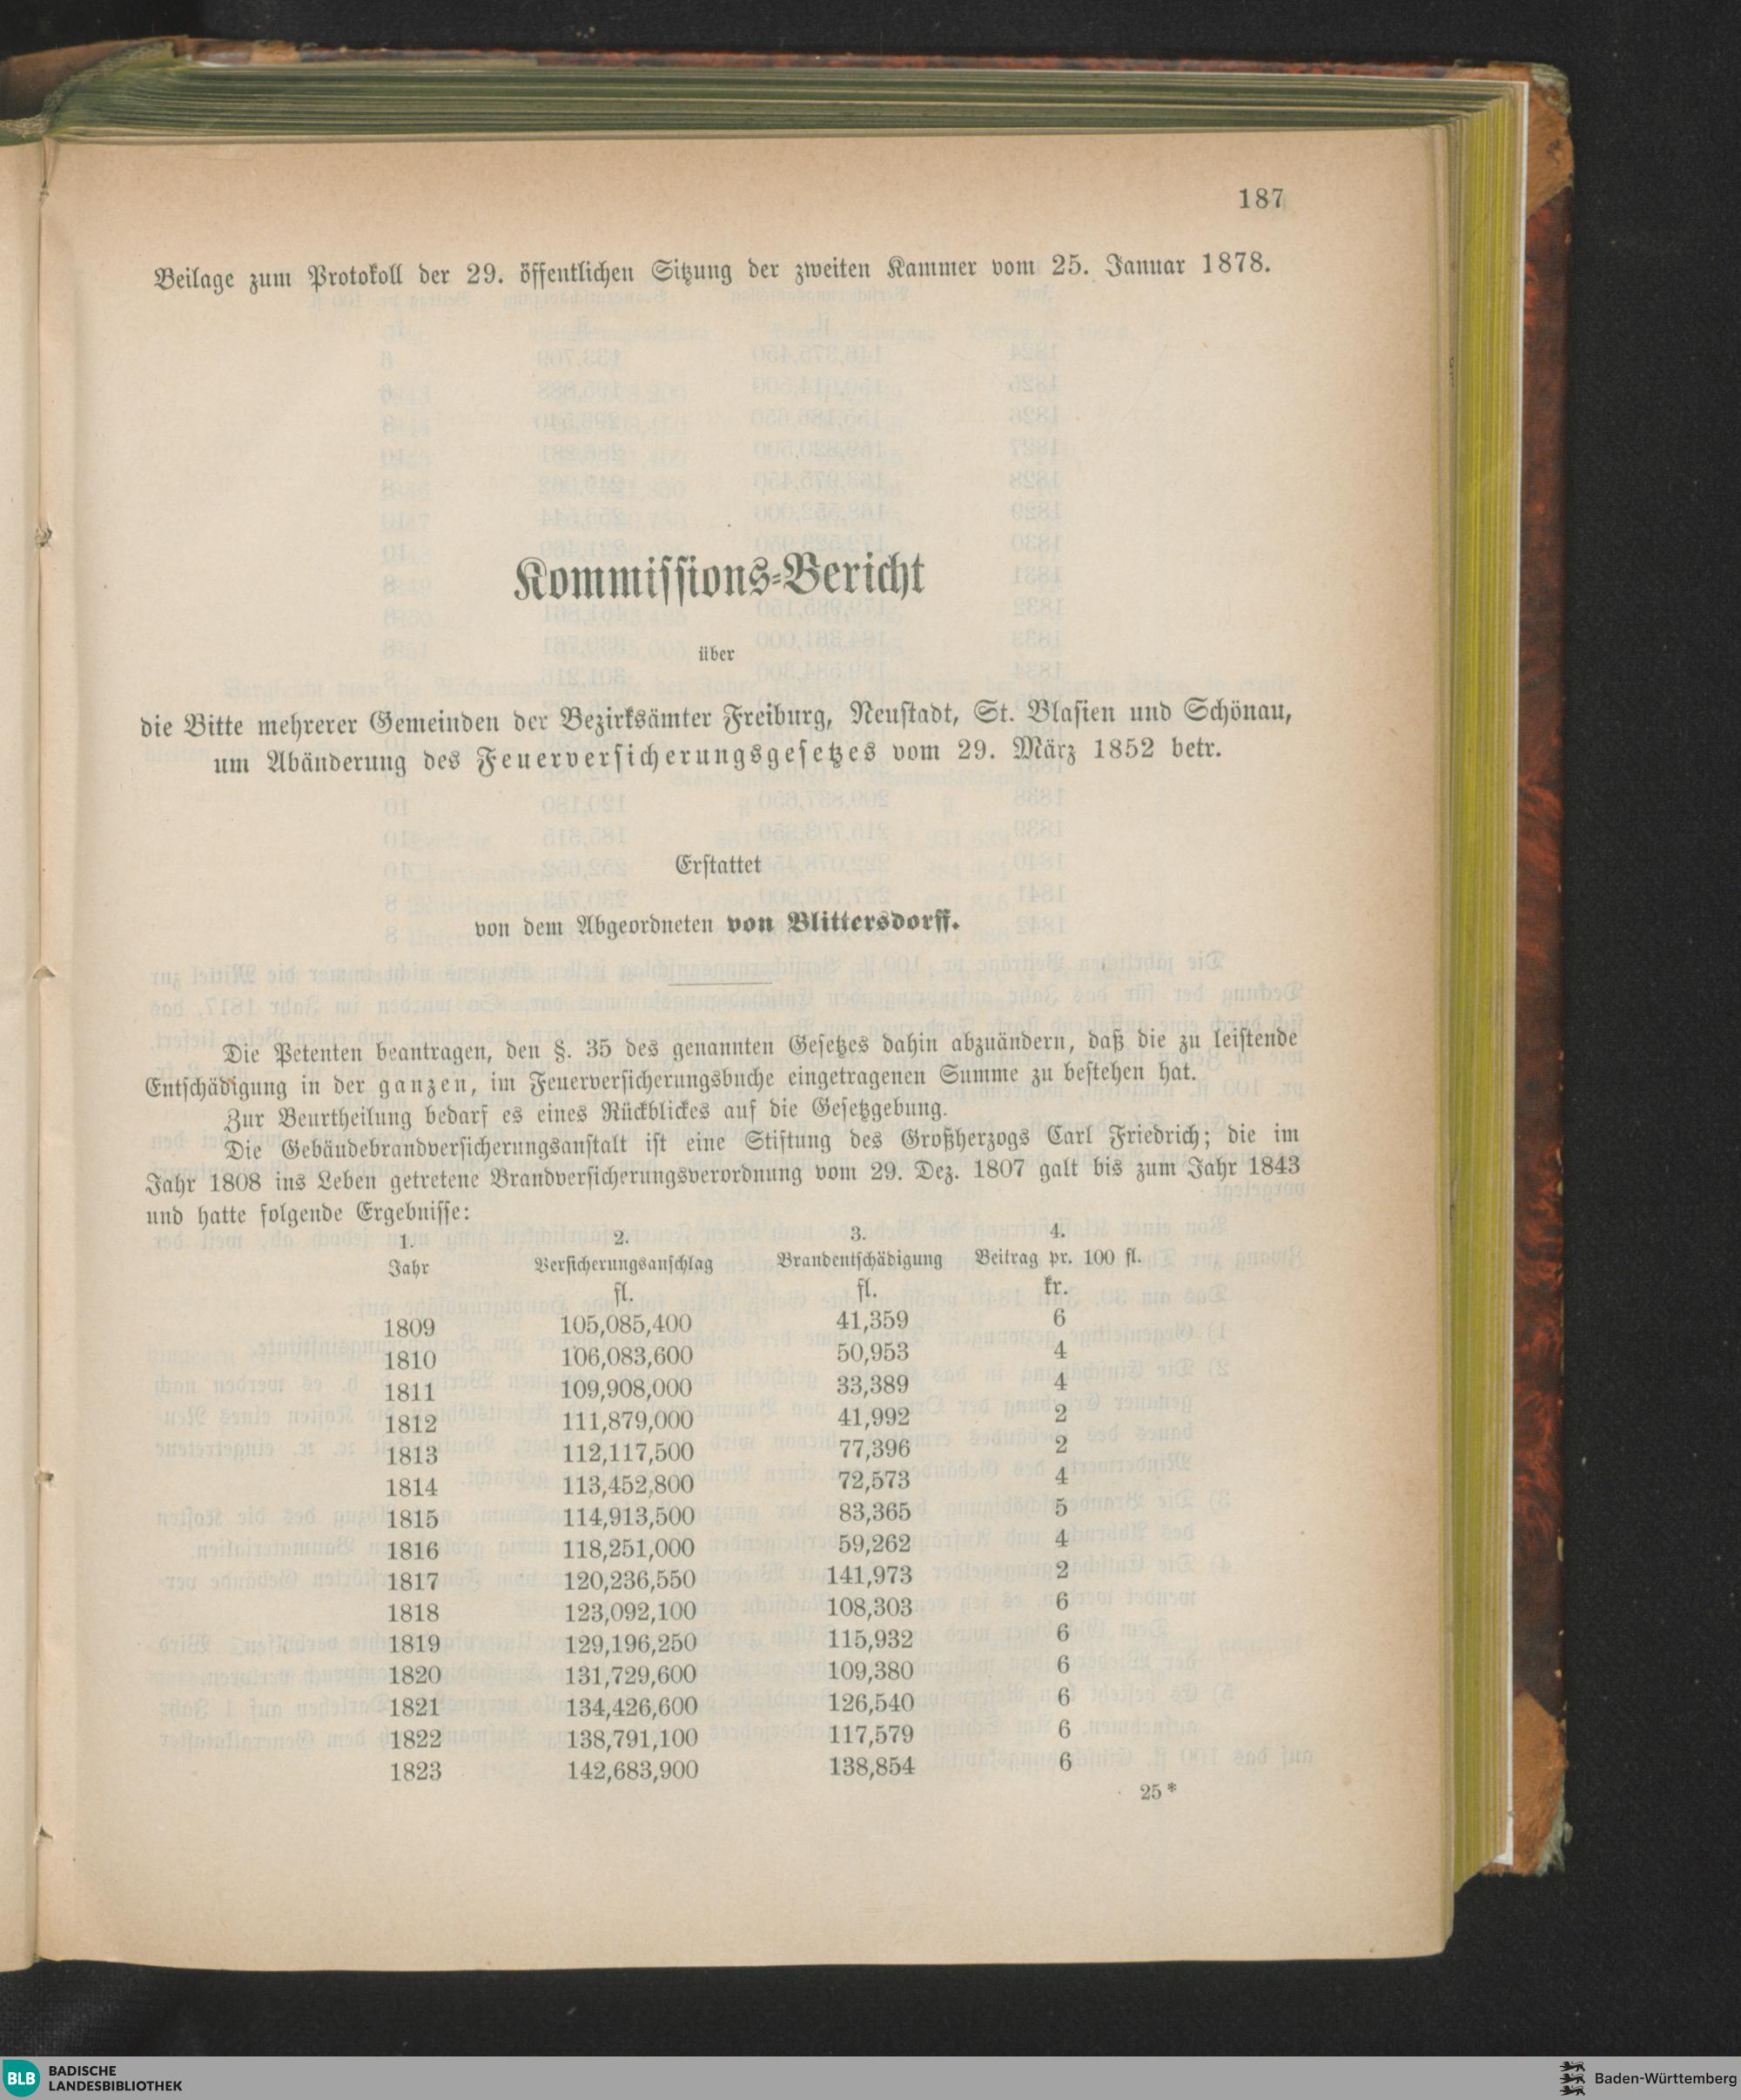 187
Beilage zum Protokoll der 29. öffentlichen Sitzung der zweiten Kammer vom 25. Januar 1878.
Kommissions-Bericht
über
die Bitte mehrerer Gemeinden der Bezirksämter Freiburg, Neustadt, St. Blasien und Schönau,
um Abänderung des Feuerversicherungsgesetzes vom 29. März 1852 betr.
Erstattet
von dem Abgeordneten von Blittersdorff.
Die Petenten beantragen, den §. 35 des genannten Gesetzes dahin abzuändern, daß die zu leistende
Entschädigung in der ganzen, im Feuerversicherungsbuche eingetragenen Summe zu bestehen hat.
Zur Beurtheilung bedarf es eines Rückblickes auf die Gesetzgebung.
Die Gebäudebrandversicherungsanstalt ist eine Stiftung des Großherzogs Carl Friedrich; die im
Jahr 1808 ins Leben getretene Brandversicherungsverordnung vom 29. Dez. 1807 galt bis zum Jahr 1843
und hatte folgende Ergebnisse:
1. 2. 3. 4.
Jahr Versicherungsanschlag Brandentschädigung Beitrag pr. 100 fl.
fl. fl. kr.
1809 105,085,400 41,359 6
1810 106,083,600 50,953 4
1811 109,908,000 33,389 4
1812 111,879,000 41,992 2
1813 112,117,500 77,396 2
1814 113,452,800 72,573 4
1815 114,913,500 83,365 5
1816 118,251,000 59,262 4
1817 120,236,550 141,973 2
1818 123,092,100 108,303 6
1819 129,196,250 115,932 6
1820 131,729,600 109,380 6
1821 134,426,600 126,540 6
1822 138,791,100 117,579 6
1823 142,683,900 138,854 6
25*
BLB BADISCHE
LANDESBIBLIOTHEK
Baden-Württemberg